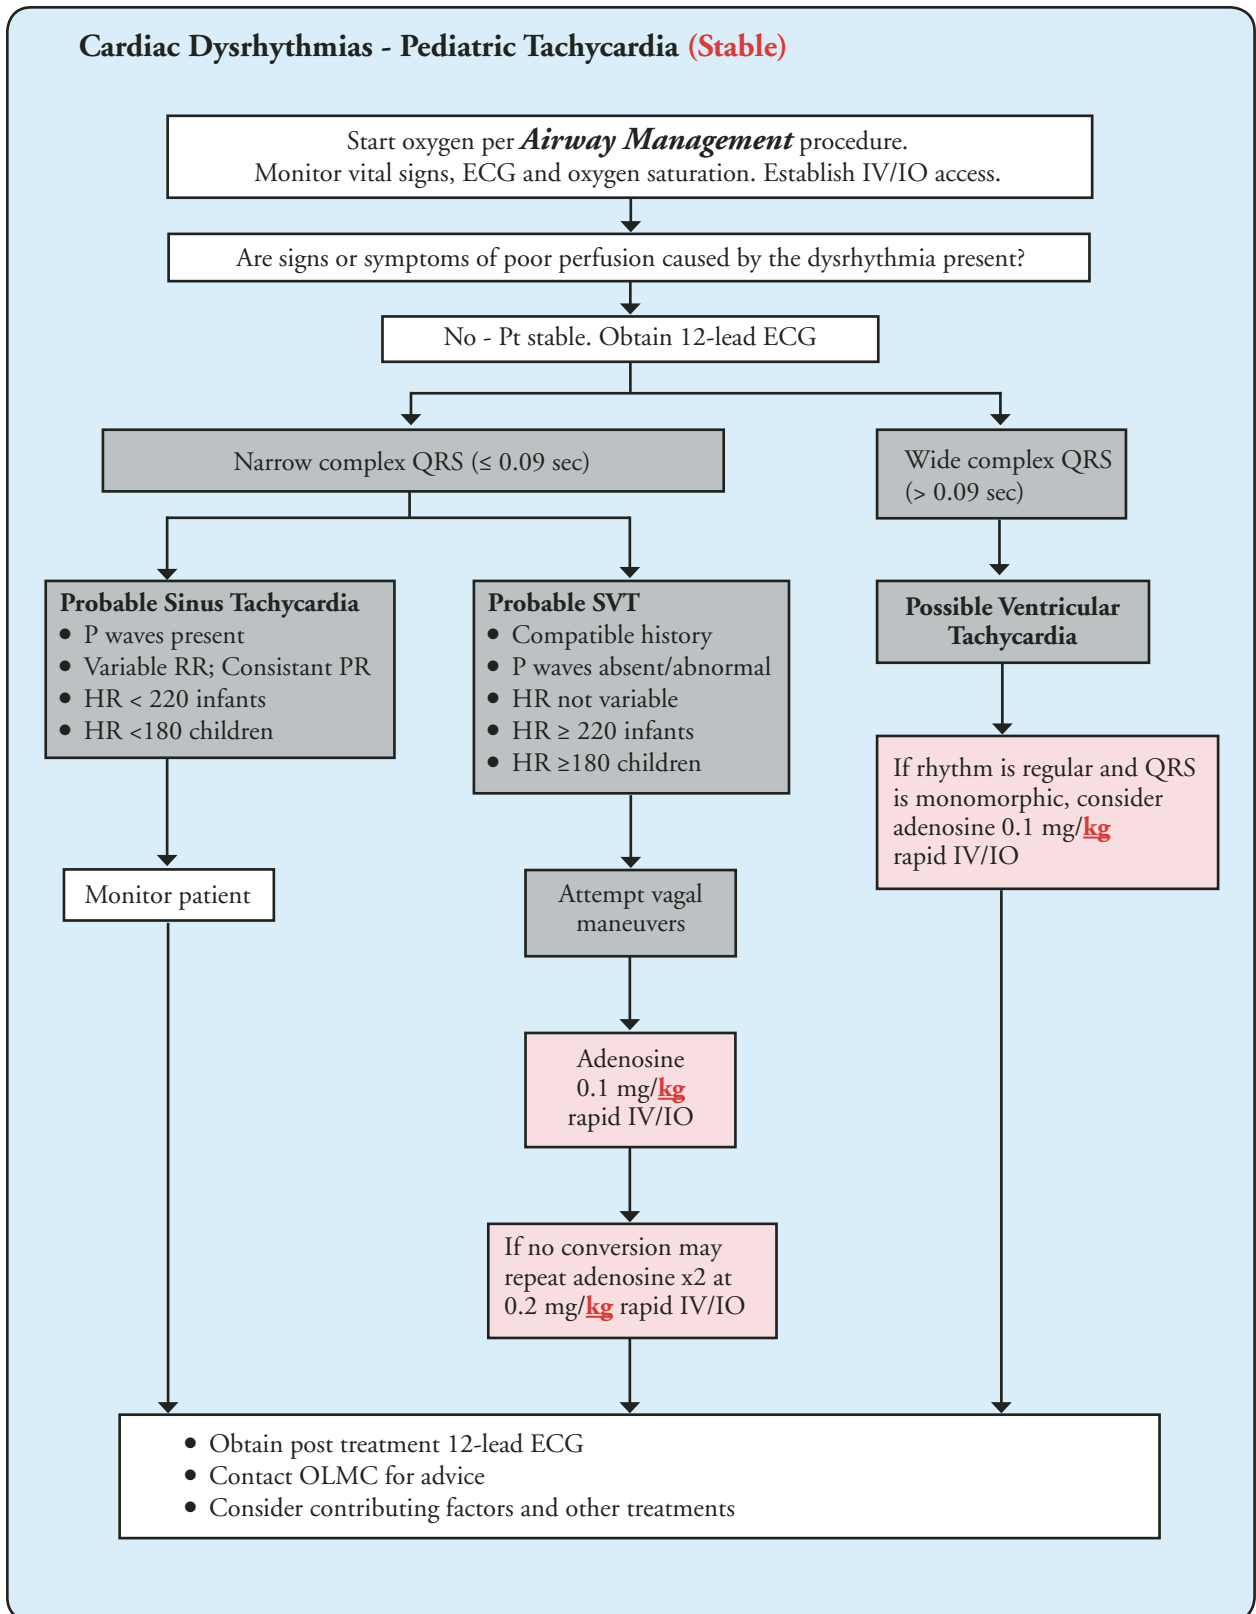 Cardiac Dysrhythmias - Pediatric Tachycardia (Stable)
Start oxygen per Airway Management procedure.
Monitor vital signs, ECG and oxygen saturation. Establish IV/IO access.
Are signs or symptoms of poor perfusion caused by the dysrhythmia present?
No - Pt stable. Obtain 12-lead ECG
Narrow complex QRS (≤ 0.09 sec)
Wide complex QRS
(> 0.09 sec)
Probable Sinus Tachycardia
• P waves present
• Variable RR; Consistant PR
• HR < 220 infants
• HR <180 children
Probable SVT
• Compatible history
• P waves absent/abnormal
• HR not variable
• HR ≥ 220 infants
• HR ≥180 children
Possible Ventricular
Tachycardia
If rhythm is regular and QRS
is monomorphic, consider
adenosine 0.1 mg/kg
rapid IV/IO
Monitor patient
Attempt vagal
maneuvers
Adenosine
0.1 mg/kg
rapid IV/IO
If no conversion may
repeat adenosine x2 at
0.2 mg/kg rapid IV/IO
• Obtain post treatment 12-lead ECG
• Contact OLMC for advice
• Consider contributing factors and other treatments